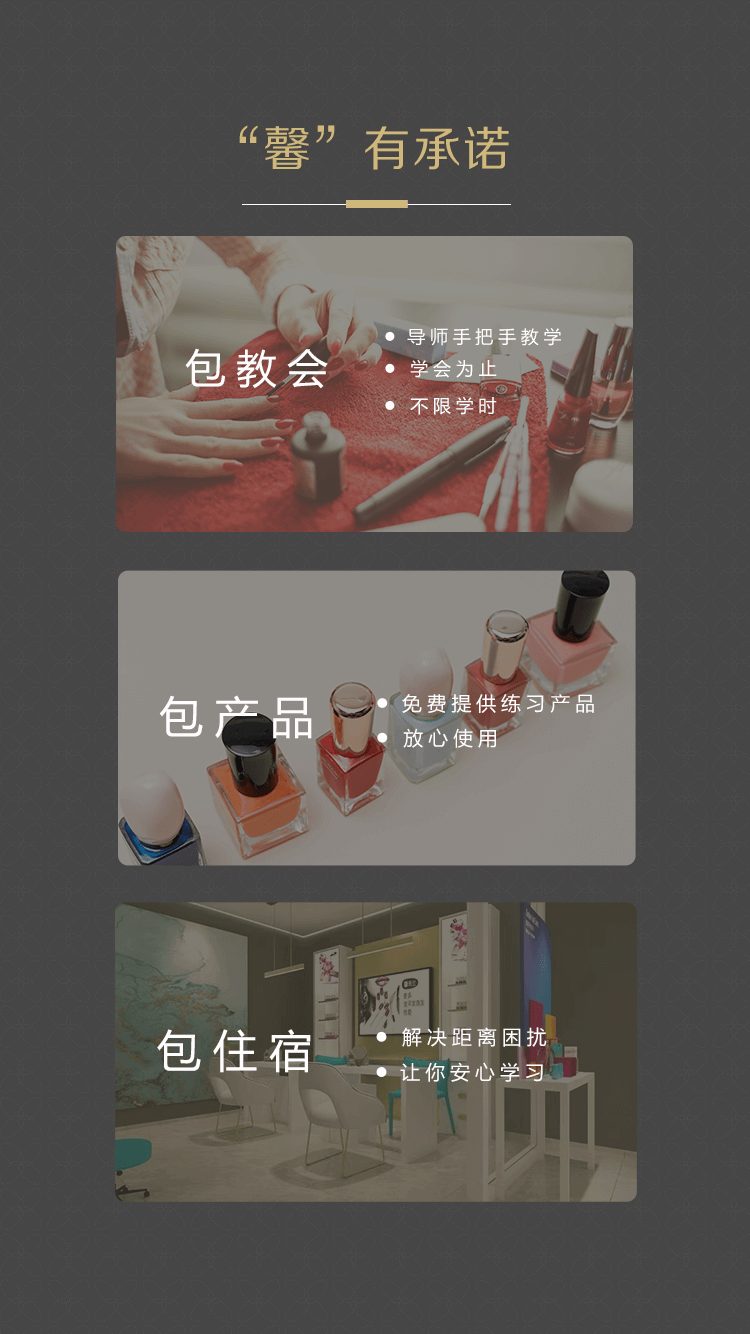 “馨”有承诺
包教会
导师手把手教学
学会为止
不限学时
包产品
免费提供练习产品
放心使用
包住宿
解决距离困扰
让你安心学习